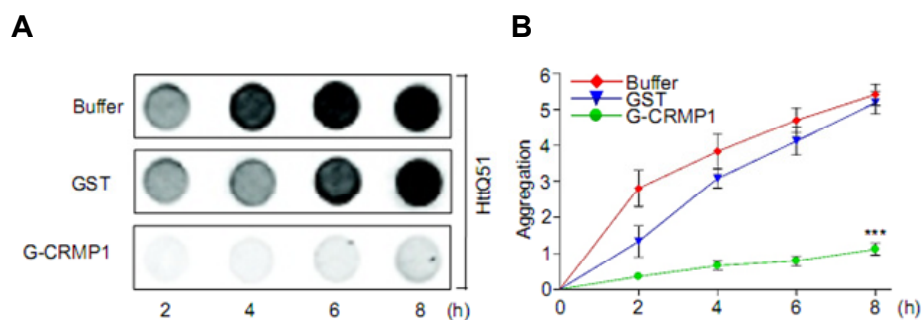 A
Buffer
GST
G-CRMP1
HttQ51
2 4 6 8 (h)
B
Buffer
GST
G-CRMP1
Aggregation
6
5
4
3
2
1
0
***
0 2 4 6 8 (h)